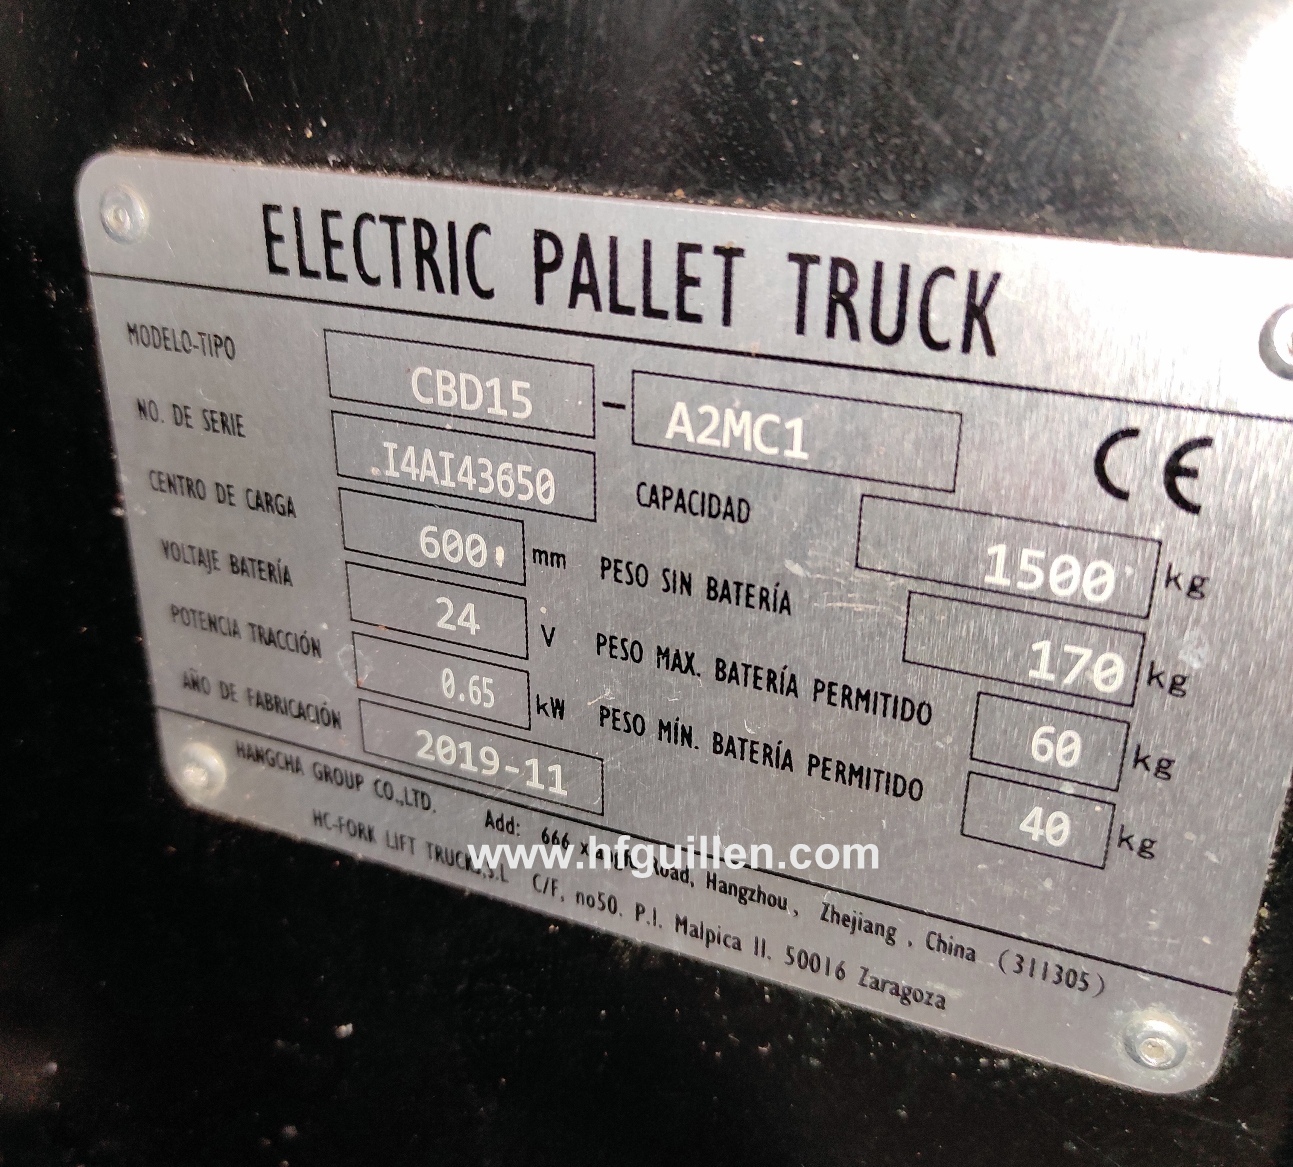 ELECTRIC PALLET TRUCK
MODELO-TIPO CBD15 - A2MC1
NO. DE SERIE I4AI43650
CE
CENTRO DE CARGA 600 mm
CAPACIDAD 1500 kg
VOLTAJE BATERÍA 24 V
PESO SIN BATERÍA 170 kg
POTENCIA TRACCIÓN 0.65 kW
PESO MAX. BATERÍA PERMITIDO 60 kg
AÑO DE FABRICACIÓN 2019-11
PESO MÍN. BATERÍA PERMITIDO 40 kg
HANGCHA GROUP CO.,LTD. Add: 666 Road, Hangzhou, Zhejiang, China (311305)
www.hfguillen.com
HC-FORK LIFT TRUCKS,S.L C/F, no50. P.I. Malpica II. 50016 Zaragoza